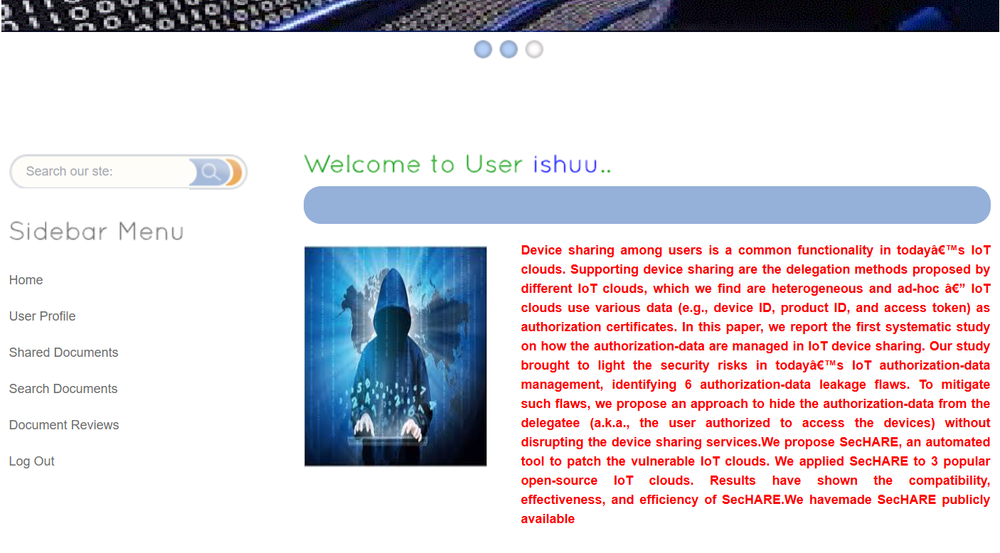 Search our ste:
Welcome to User ishuu..
Sidebar Menu
Home
User Profile
Shared Documents
Search Documents
Document Reviews
Log Out
Device sharing among users is a common functionality in todayâ€™s IoT
clouds. Supporting device sharing are the delegation methods proposed by
different IoT clouds, which we find are heterogeneous and ad-hoc â€” IoT
clouds use various data (e.g., device ID, product ID, and access token) as
authorization certificates. In this paper, we report the first systematic study
on how the authorization-data are managed in IoT device sharing. Our study
brought to light the security risks in todayâ€™s IoT authorization-data
management, identifying 6 authorization-data leakage flaws. To mitigate
such flaws, we propose an approach to hide the authorization-data from the
delegatee (a.k.a., the user authorized to access the devices) without
disrupting the device sharing services.We propose SecHARE, an automated
tool to patch the vulnerable IoT clouds. We applied SecHARE to 3 popular
open-source IoT clouds. Results have shown the compatibility,
effectiveness, and efficiency of SecHARE.We havemade SecHARE publicly
available